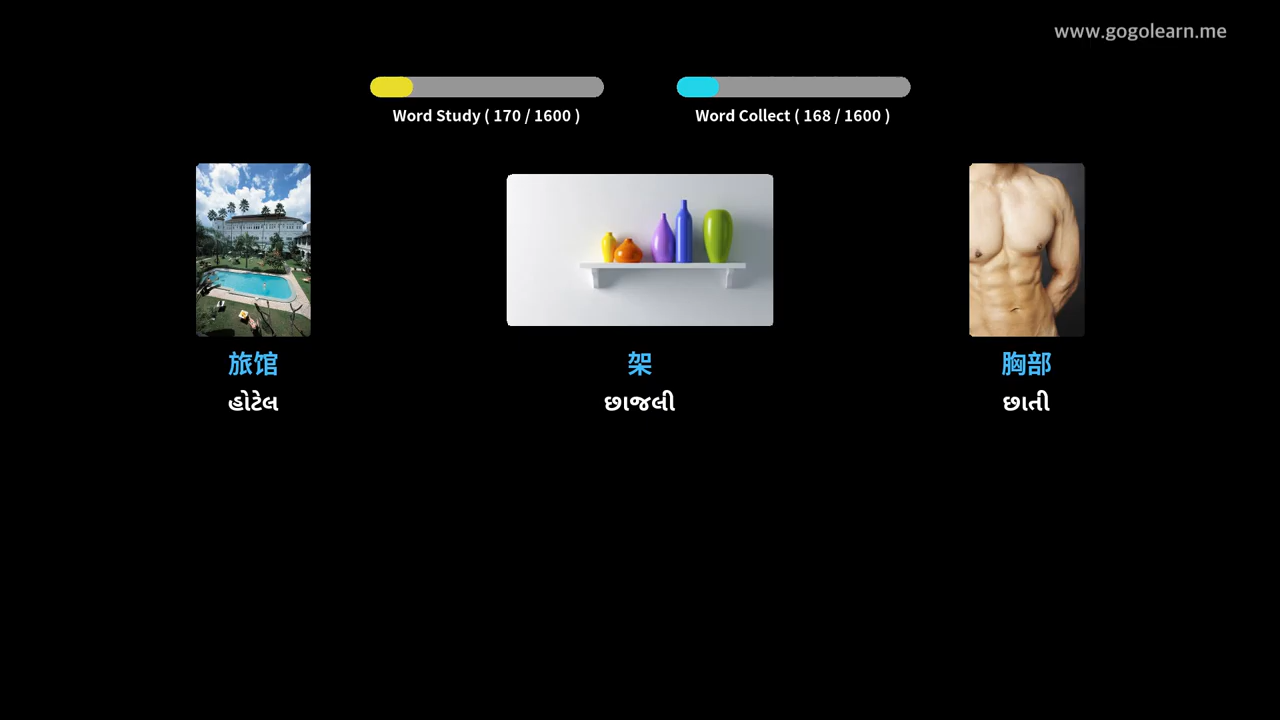 www.gogolearn.me
Word Study ( 170 / 1600 )
Word Collect ( 168 / 1600 )
旅馆
架
胸部
હોટેલ
છાજલી
છાતી